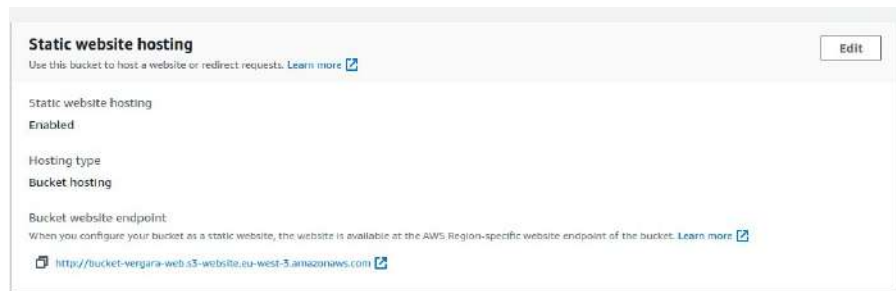 Static website hosting
Edit
Use this bucket to host a website or redirect requests. Learn more
Static website hosting
Enabled
Hosting type
Bucket hosting
Bucket website endpoint
When you configure your bucket as a static website, the website is available at the AWS Region-specific website endpoint of the bucket. Learn more
http://bucket-vergara-web.s3-website.eu-west-3.amazonaws.com